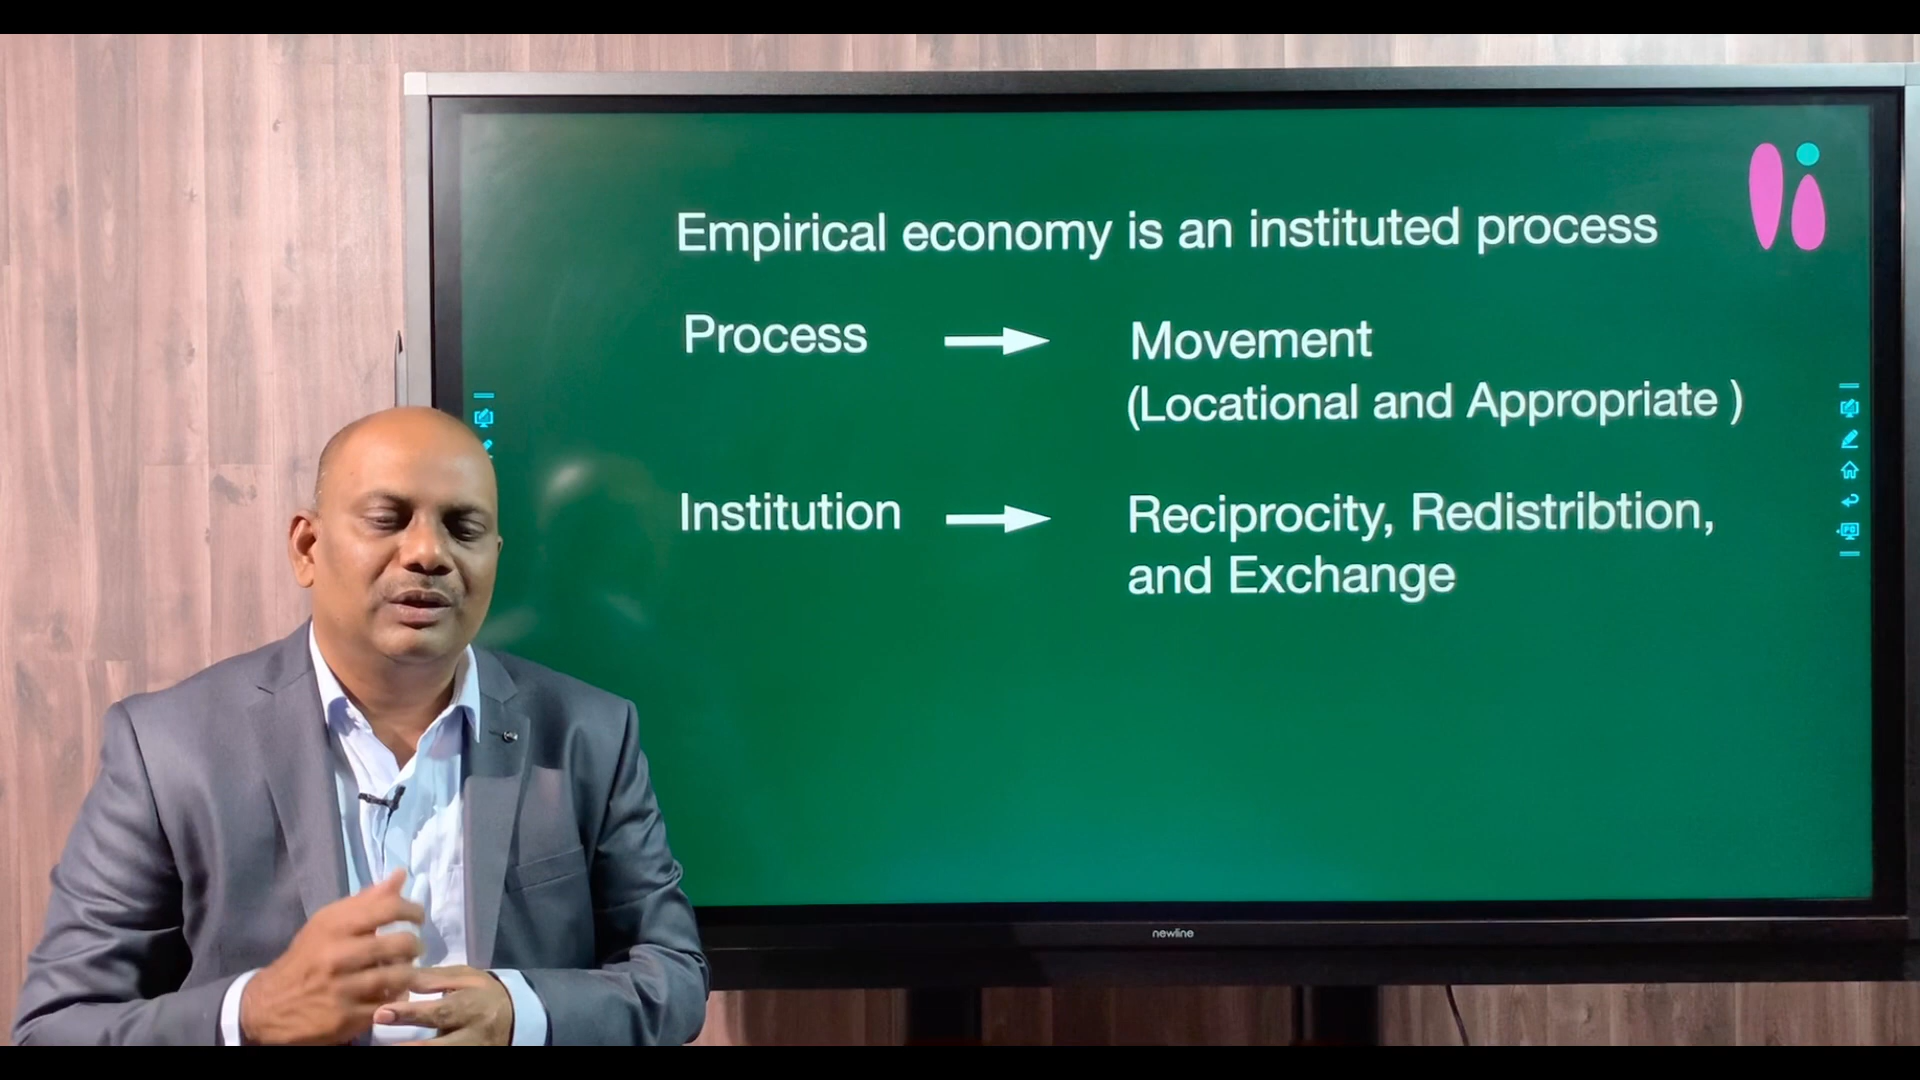 Empirical economy is an instituted process
Process
Movement
(Locational and Appropriate )
Institution
Reciprocity, Redistribtion,
and Exchange
newline